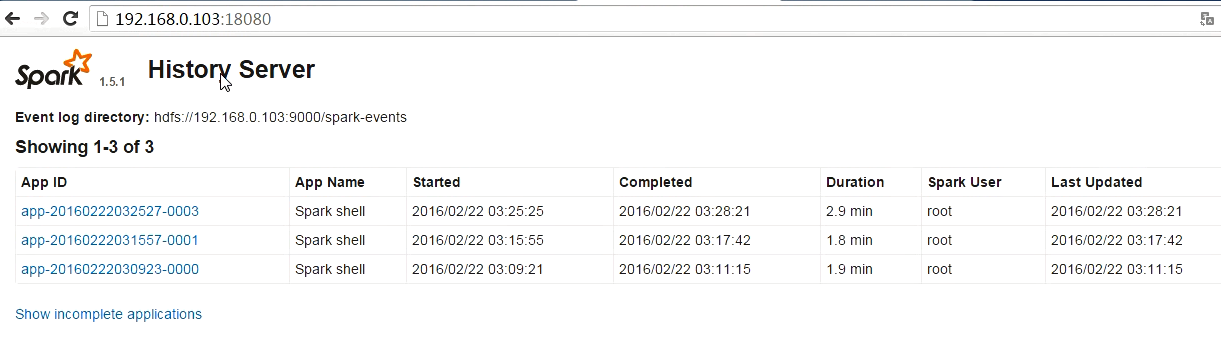 192.168.0.103:18080
Spark 1.5.1 History Server
Event log directory: hdfs://192.168.0.103:9000/spark-events
Showing 1-3 of 3
App ID App Name Started Completed Duration Spark User Last Updated
app-20160222032527-0003 Spark shell 2016/02/22 03:25:25 2016/02/22 03:28:21 2.9 min root 2016/02/22 03:28:21
app-20160222031557-0001 Spark shell 2016/02/22 03:15:55 2016/02/22 03:17:42 1.8 min root 2016/02/22 03:17:42
app-20160222030923-0000 Spark shell 2016/02/22 03:09:21 2016/02/22 03:11:15 1.9 min root 2016/02/22 03:11:15
Show incomplete applications